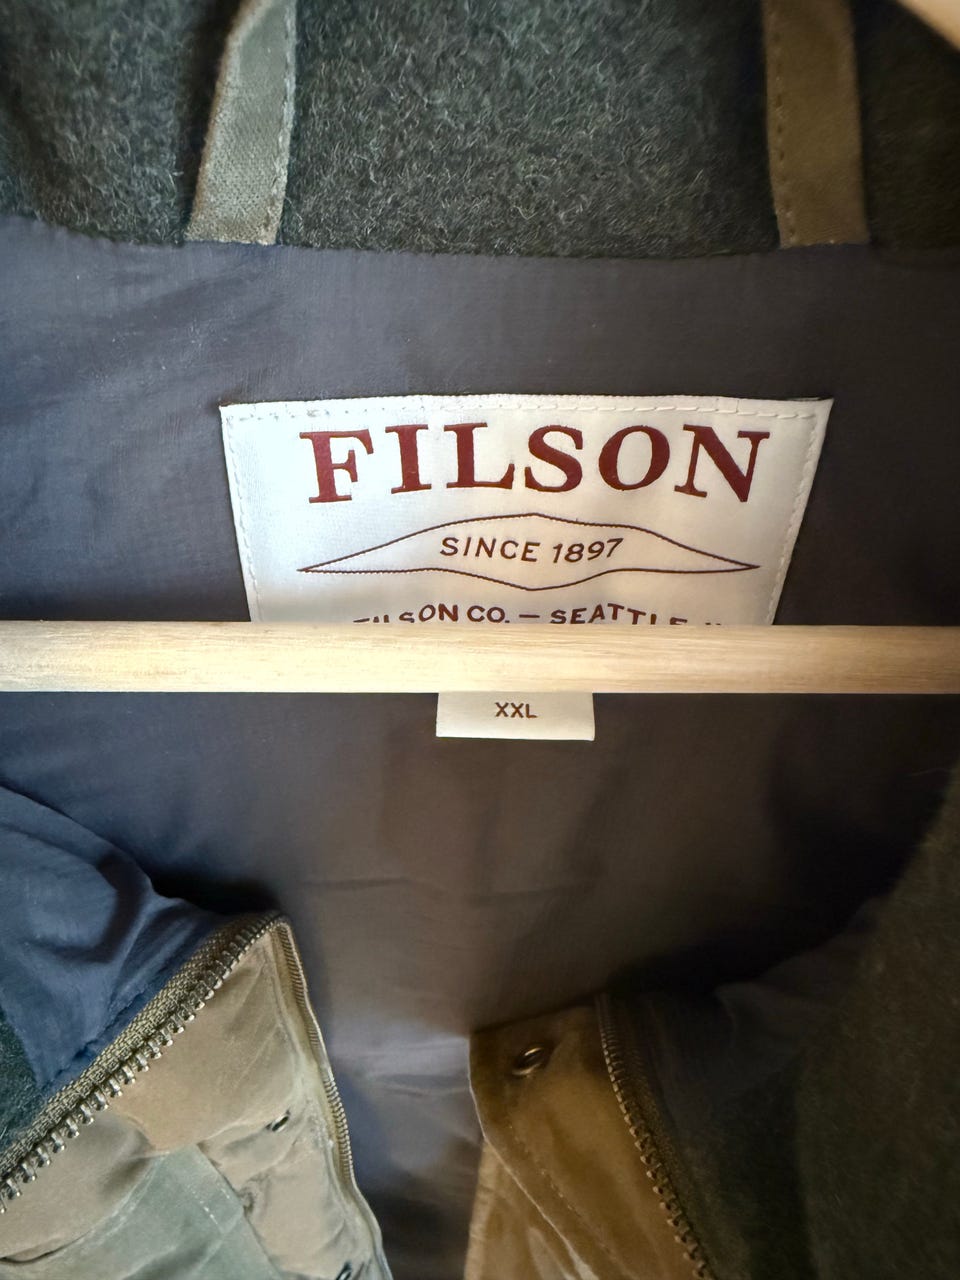 FILSON
SINCE 1897
FILSON CO. — SEATTLE
XXL